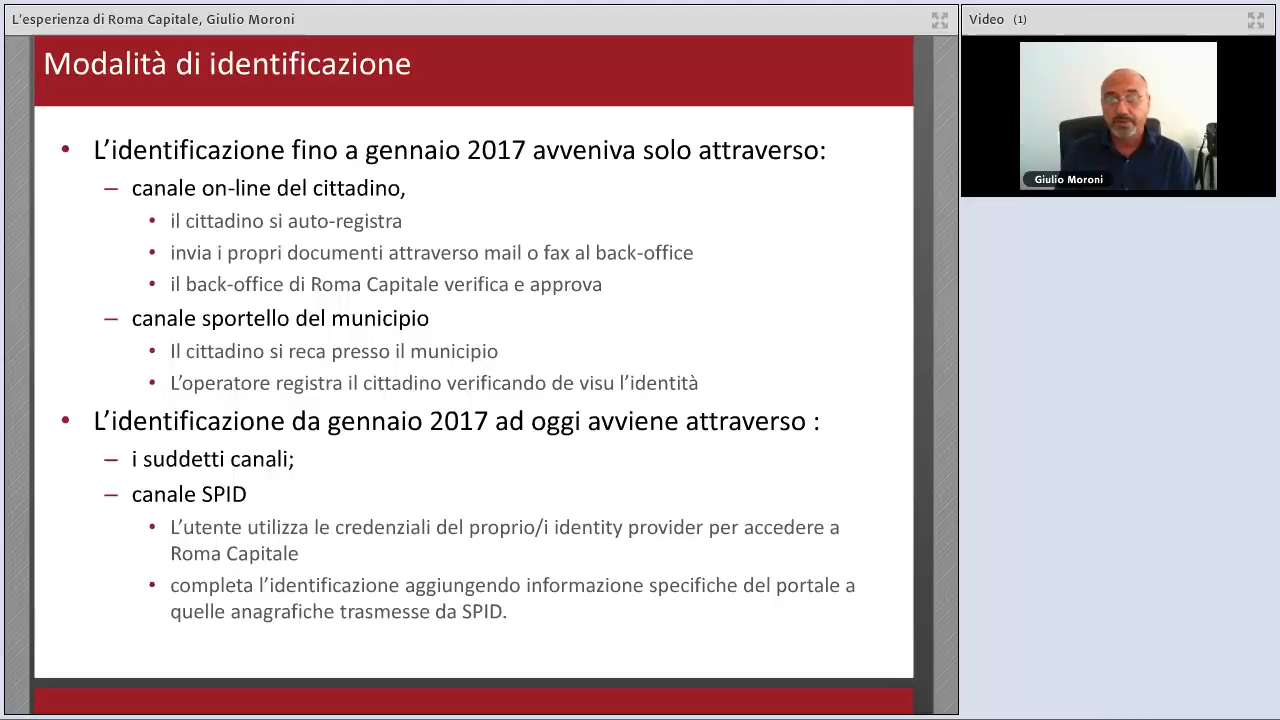 L'esperienza di Roma Capitale, Giulio Moroni
Video (1)
Modalità di identificazione
Giulio Moroni
• L’identificazione fino a gennaio 2017 avveniva solo attraverso:
– canale on-line del cittadino,
• il cittadino si auto-registra
• invia i propri documenti attraverso mail o fax al back-office
• il back-office di Roma Capitale verifica e approva
– canale sportello del municipio
• Il cittadino si reca presso il municipio
• L’operatore registra il cittadino verificando de visu l’identità
• L’identificazione da gennaio 2017 ad oggi avviene attraverso :
– i suddetti canali;
– canale SPID
• L’utente utilizza le credenziali del proprio/i identity provider per accedere a
Roma Capitale
• completa l’identificazione aggiungendo informazione specifiche del portale a
quelle anagrafiche trasmesse da SPID.